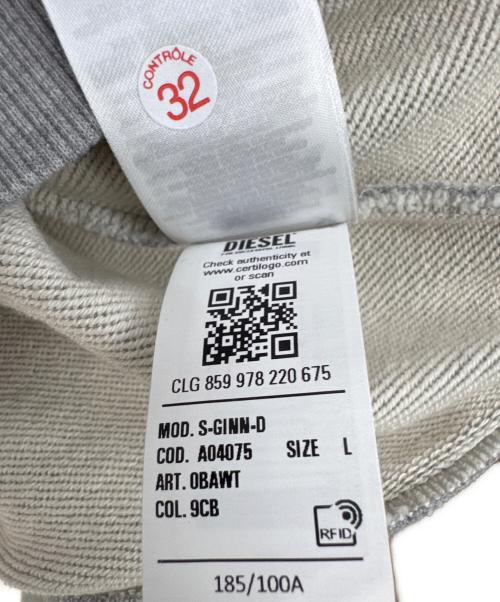 CONTRÔLE
32
DIESEL
Check authenticity at
www.certilogo.com
or scan
CLG 859 978 220 675
MOD. S-GINN-D
COD. A04075 SIZE L
ART. 0BAWT
COL. 9CB
RFID
185/100A